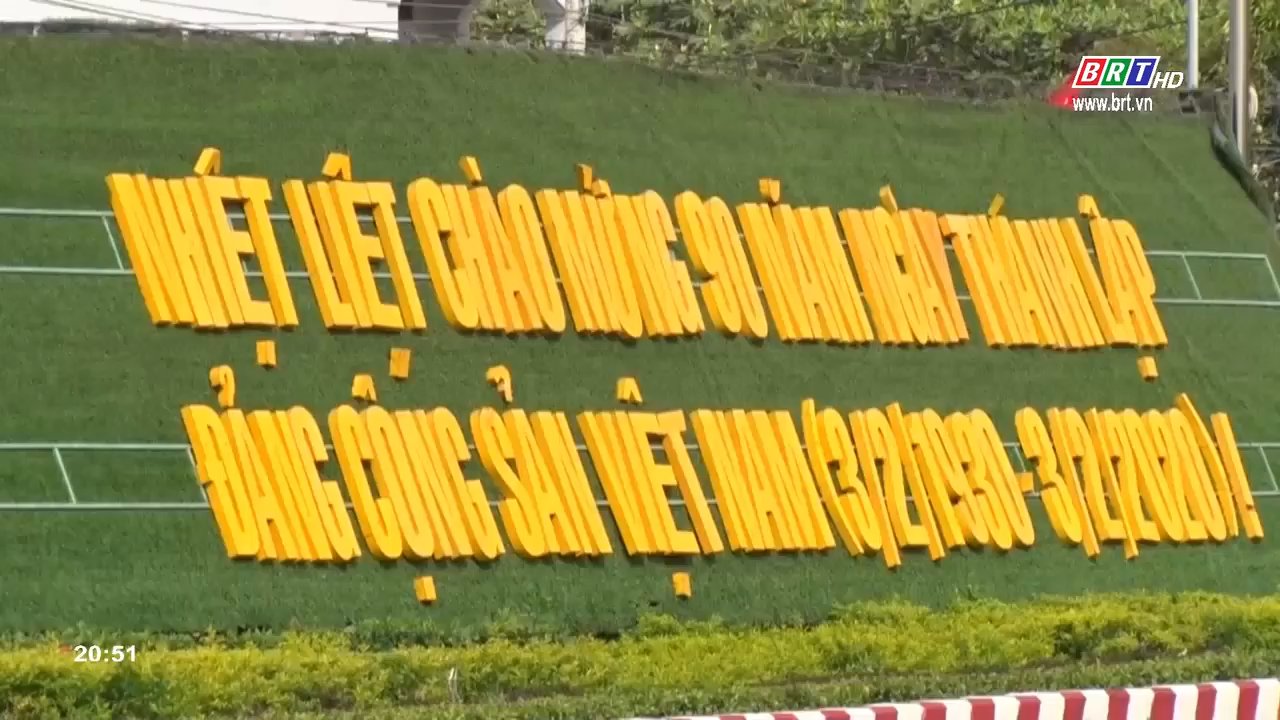 BRT HD
www.brt.vn
NHIỆT LIỆT CHÀO MỪNG 90 NĂM NGÀY THÀNH LẬP
ĐẢNG CỘNG SẢN VIỆT NAM (3/2/1930 - 3/2/2020) !
20:51